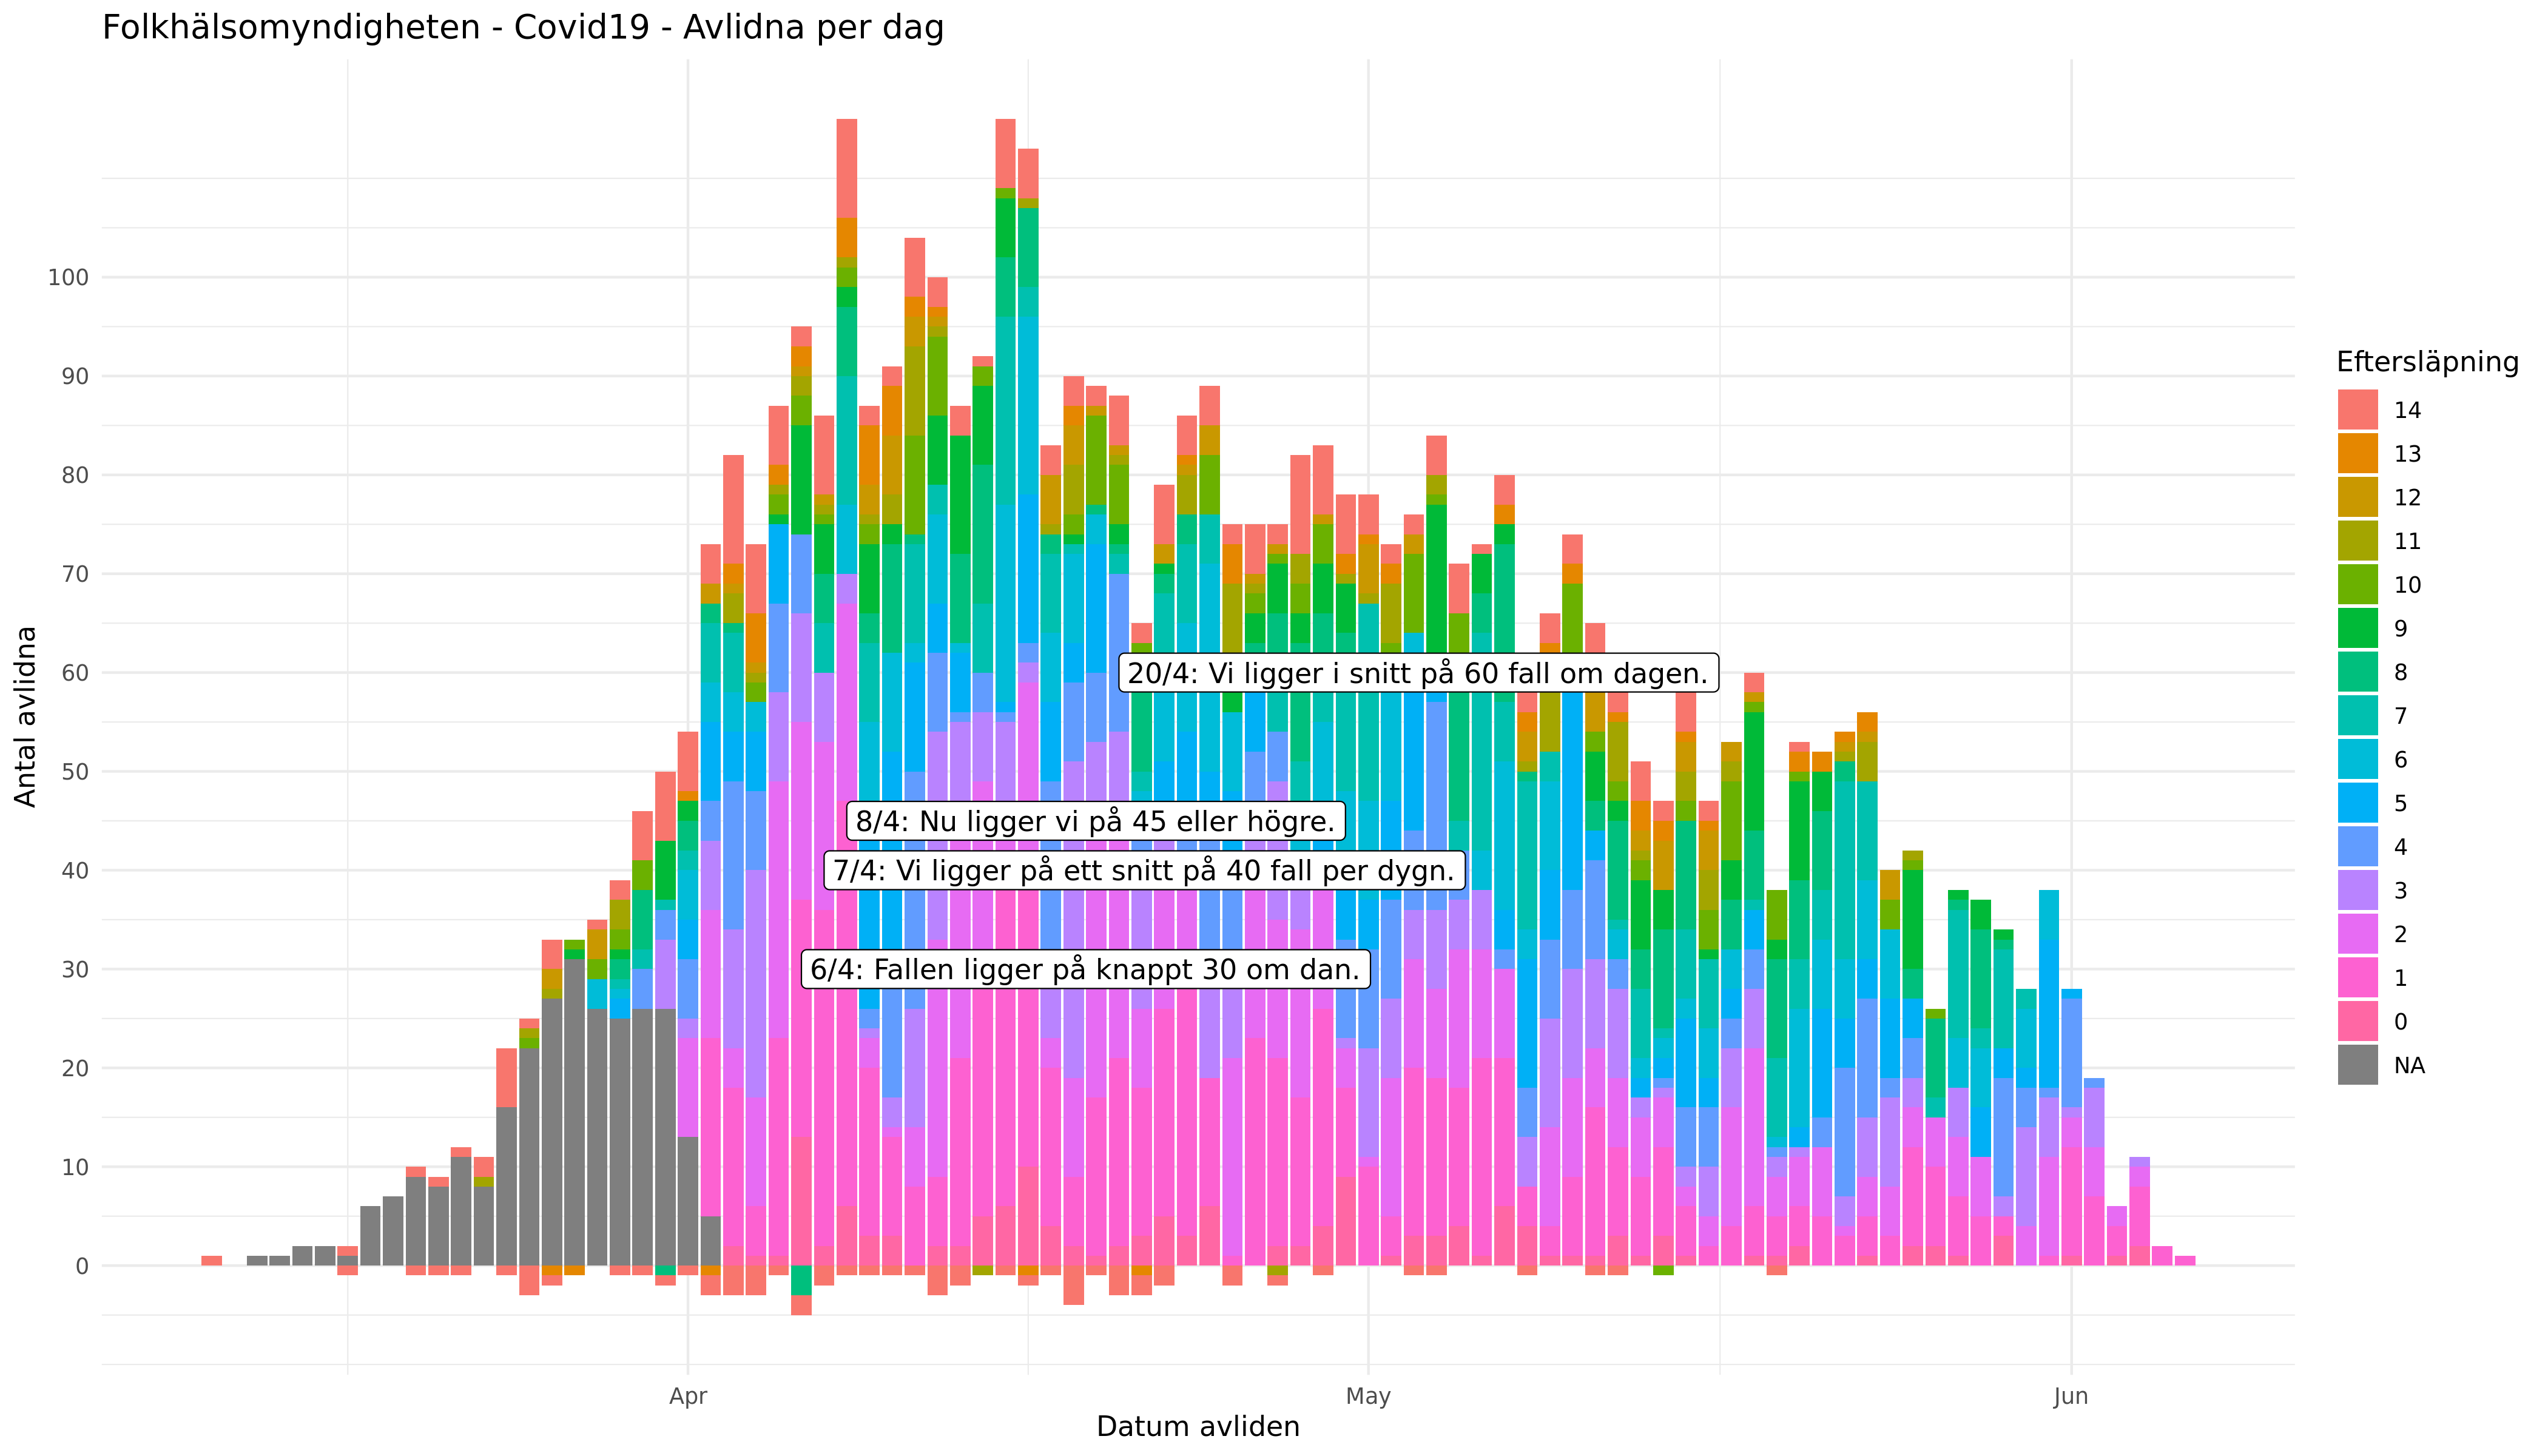 Folkhälsomyndigheten - Covid19 - Avlidna per dag
Antal avlidna
100
90
80
70
60
50
40
30
20
10
0
20/4: Vi ligger i snitt på 60 fall om dagen.
8/4: Nu ligger vi på 45 eller högre.
7/4: Vi ligger på ett snitt på 40 fall per dygn.
6/4: Fallen ligger på knappt 30 om dan.
Apr
May
Jun
Datum avliden
Eftersläpning
14
13
12
11
10
9
8
7
6
5
4
3
2
1
0
NA